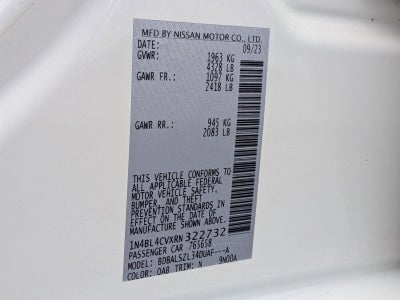 MFD BY NISSAN MOTOR CO., LTD.
DATE: 09/23
GVWR: 1963 KG
4328 LB
GAWR FR.: 1097 KG
2418 LB
GAWR RR.: 945 KG
2083 LB
THIS VEHICLE CONFORMS TO
ALL APPLICABLE FEDERAL
MOTOR VEHICLE SAFETY,
BUMPER, AND THEFT
PREVENTION STANDARDS
IN EFFECT ON THE DATE OF
MANUFACTURE SHOWN ABOVE.
1N4BL4CVXRN322732
PASSENGER CAR 765658
MODEL: BDBALSZL34DUAF---A
COLOR: QAB TRIM: N 9N00A